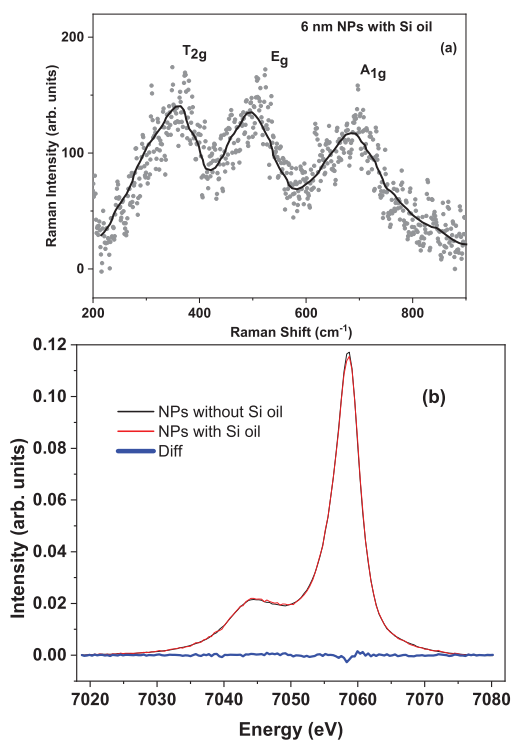 6 nm NPs with Si oil
(a)
T2g
Eg
A1g
200
100
0
Raman Intensity (arb. units)
200 400 600 800
Raman Shift (cm-1)
0.12
0.10
0.08
0.06
0.04
0.02
0.00
(b)
NPs without Si oil
NPs with Si oil
Diff
Intensity (arb. units)
7020 7030 7040 7050 7060 7070 7080
Energy (eV)